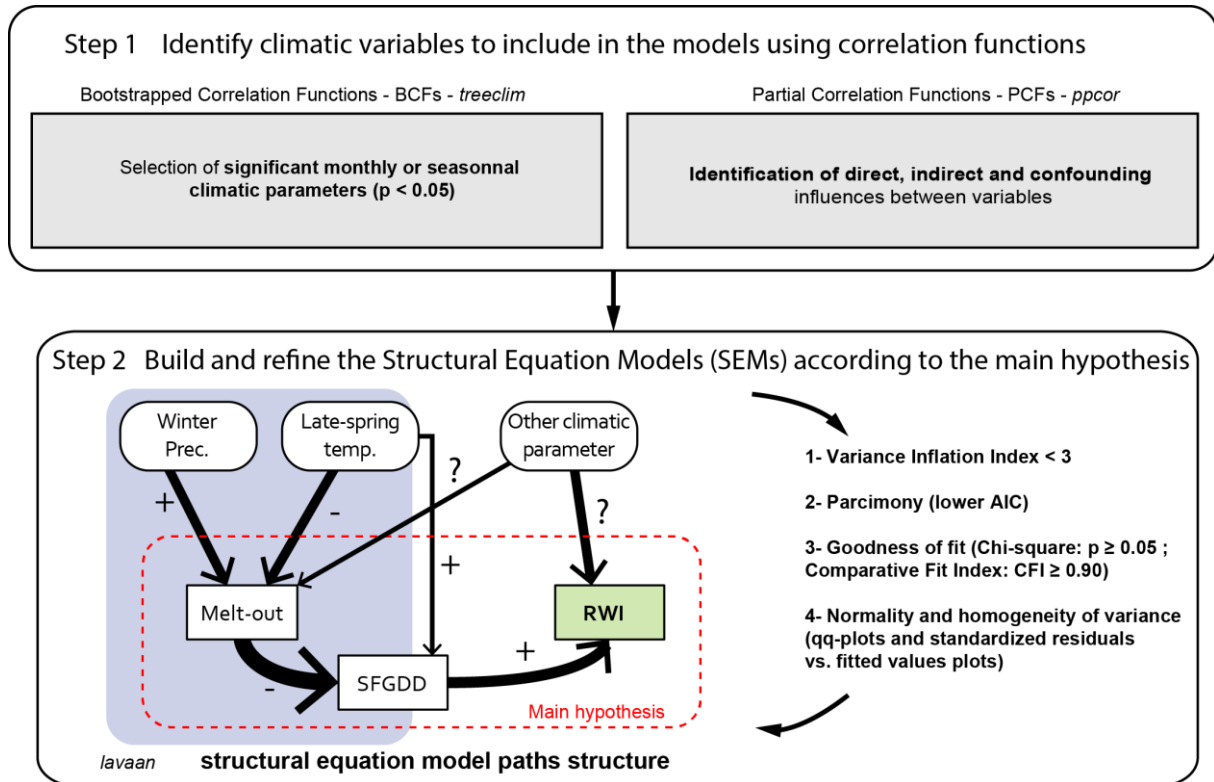 Step 1 Identify climatic variables to include in the models using correlation functions
Bootstrapped Correlation Functions - BCFs - treeclim
Selection of significant monthly or seasonnal
climatic parameters (p < 0.05)
Partial Correlation Functions - PCFs - ppcor
Identification of direct, indirect and confounding
influences between variables
Step 2 Build and refine the Structural Equation Models (SEMs) according to the main hypothesis
Winter
Prec.
Late-spring
temp.
Other climatic
parameter
+
-
?
?
+
Melt-out
RWI
-
SFGDD
+
Main hypothesis
lavaan
structural equation model paths structure
1- Variance Inflation Index < 3
2- Parcimony (lower AIC)
3- Goodness of fit (Chi-square: p ≥ 0.05 ;
Comparative Fit Index: CFI ≥ 0.90)
4- Normality and homogeneity of variance
(qq-plots and standardized residuals
vs. fitted values plots)